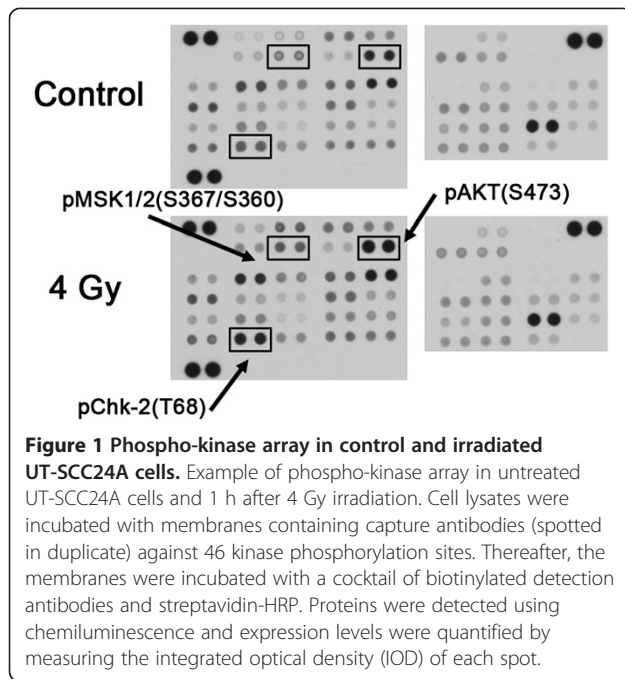 Control
pMSK1/2(S367/S360)
pAKT(S473)
4 Gy
pChk-2(T68)
Figure 1 Phospho-kinase array in control and irradiated
UT-SCC24A cells. Example of phospho-kinase array in untreated
UT-SCC24A cells and 1 h after 4 Gy irradiation. Cell lysates were
incubated with membranes containing capture antibodies (spotted
in duplicate) against 46 kinase phosphorylation sites. Thereafter, the
membranes were incubated with a cocktail of biotinylated detection
antibodies and streptavidin-HRP. Proteins were detected using
chemiluminescence and expression levels were quantified by
measuring the integrated optical density (IOD) of each spot.